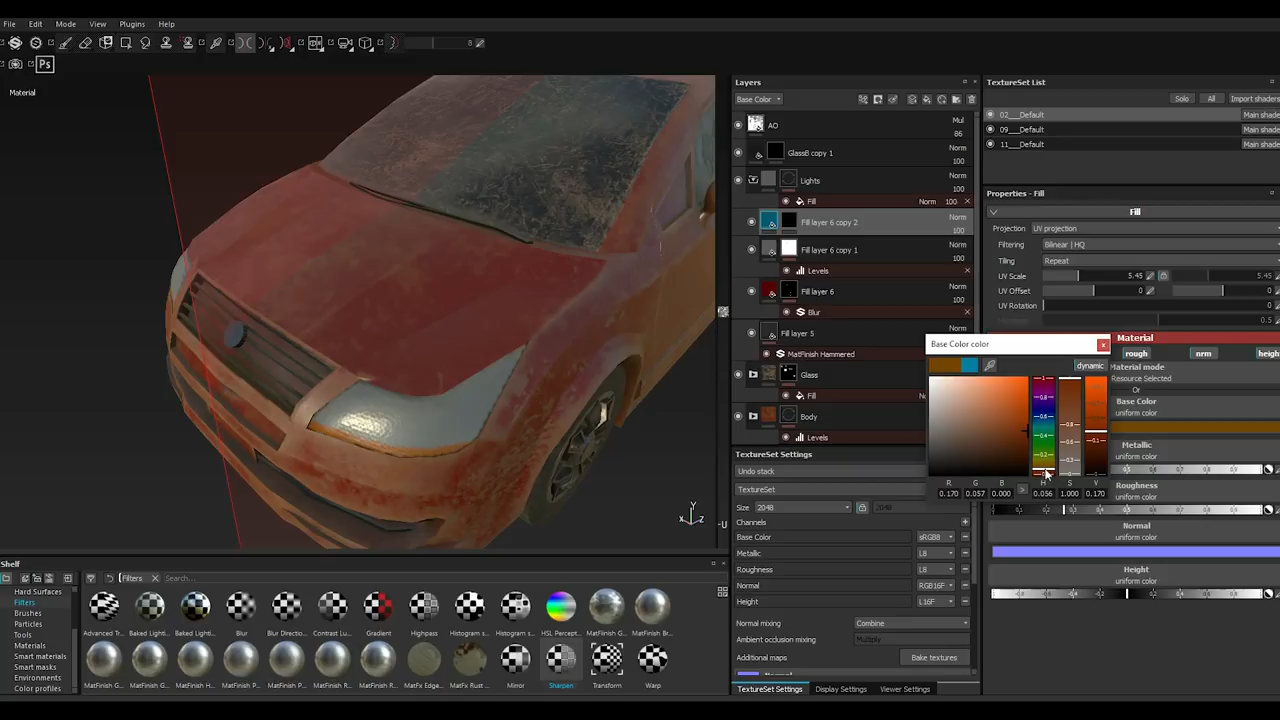 File Edit Mode View Plugins Help
8
Ps
Material
Layers
TextureSet List
Base Color
Solo All Import shaders
AO Mul 86
02___Default Main shade
09___Default Main shade
11___Default Main shade
GlassB copy 1 Norm 100
Lights Norm 100
Fill Norm 100
Properties - Fill
Fill
Fill layer 6 copy 2 Norm 100
Projection UV projection
Filtering Bilinear | HQ
Fill layer 6 copy 1 Norm 100
Tiling Repeat
Levels
UV Scale 5.45 5.45
Fill layer 6 Norm 100
UV Offset 0 0
UV Rotation 0
Blur
0.5
Fill layer 5 Norm
Material
Base Color color
MatFinish Hammered
rough nrm heigh
dynamic
Material mode
Resource Selected
Or
Glass
Fill
Base Color
uniform color
Body
Levels
Metallic
uniform color
TextureSet Settings
Undo stack
R G B H S V
0.170 0.057 0.000 > 0.056 1.000 0.170
Roughness
uniform color
TextureSet
Size 2048 2048
Channels
Base Color sRGB8
Metallic L8
Roughness L8
Normal RGB16F
Height L16F
Normal
uniform color
Height
uniform color
Y
X Z
Normal mixing Combine
Ambient occlusion mixing Multiply
Additional maps Bake textures
TextureSet Settings Display Settings Viewer Settings
Shelf
Filters Search...
Hard Surfaces
Filters
Brushes
Particles
Tools
Materials
Smart materials
Smart masks
Environments
Color profiles
Advanced Tr... Baked Lighti... Baked Lighti... Blur Blur Directio... Contrast Lu... Gradient Highpass Histogram s... Histogram s... HSL Percept... MatFinish G... MatFinish Br...
MatFinish G... MatFinish G... MatFinish H... MatFinish P... MatFinish P... MatFinish R... MatFinish R... MatFx Edge... MatFx Rust ... Mirror Sharpen Transform Warp